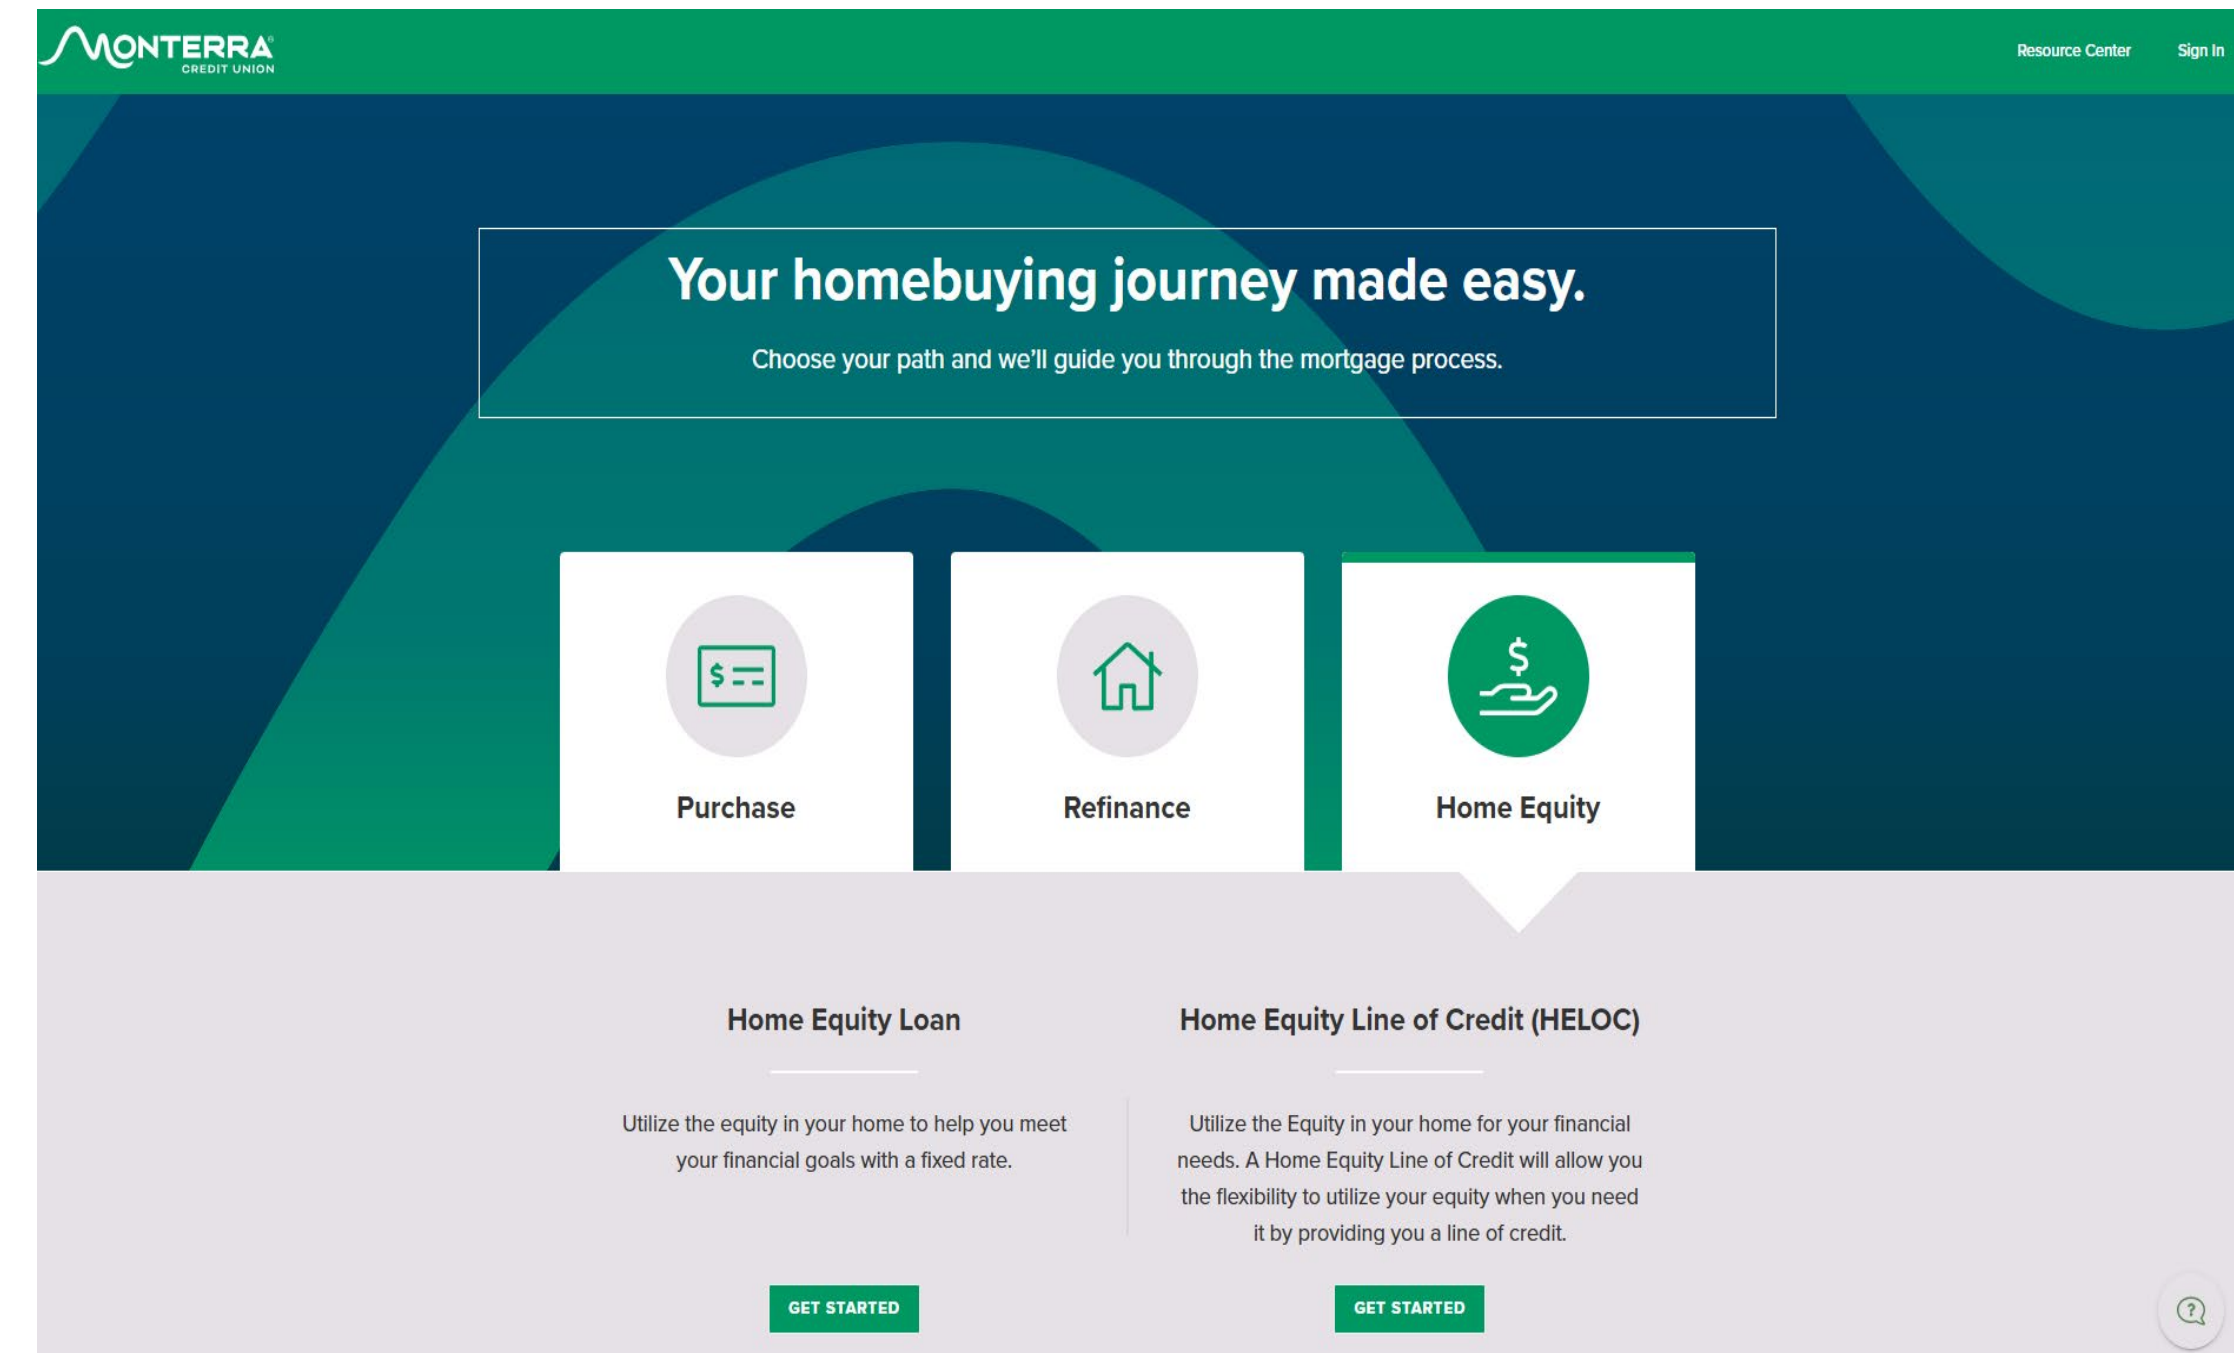 MONTERRA®
CREDIT UNION
Resource Center
Sign In
Your homebuying journey made easy.
Choose your path and we’ll guide you through the mortgage process.
$
Purchase
Refinance
$
Home Equity
Home Equity Loan
Utilize the equity in your home to help you meet
your financial goals with a fixed rate.
GET STARTED
Home Equity Line of Credit (HELOC)
Utilize the Equity in your home for your financial
needs. A Home Equity Line of Credit will allow you
the flexibility to utilize your equity when you need
it by providing you a line of credit.
GET STARTED
?